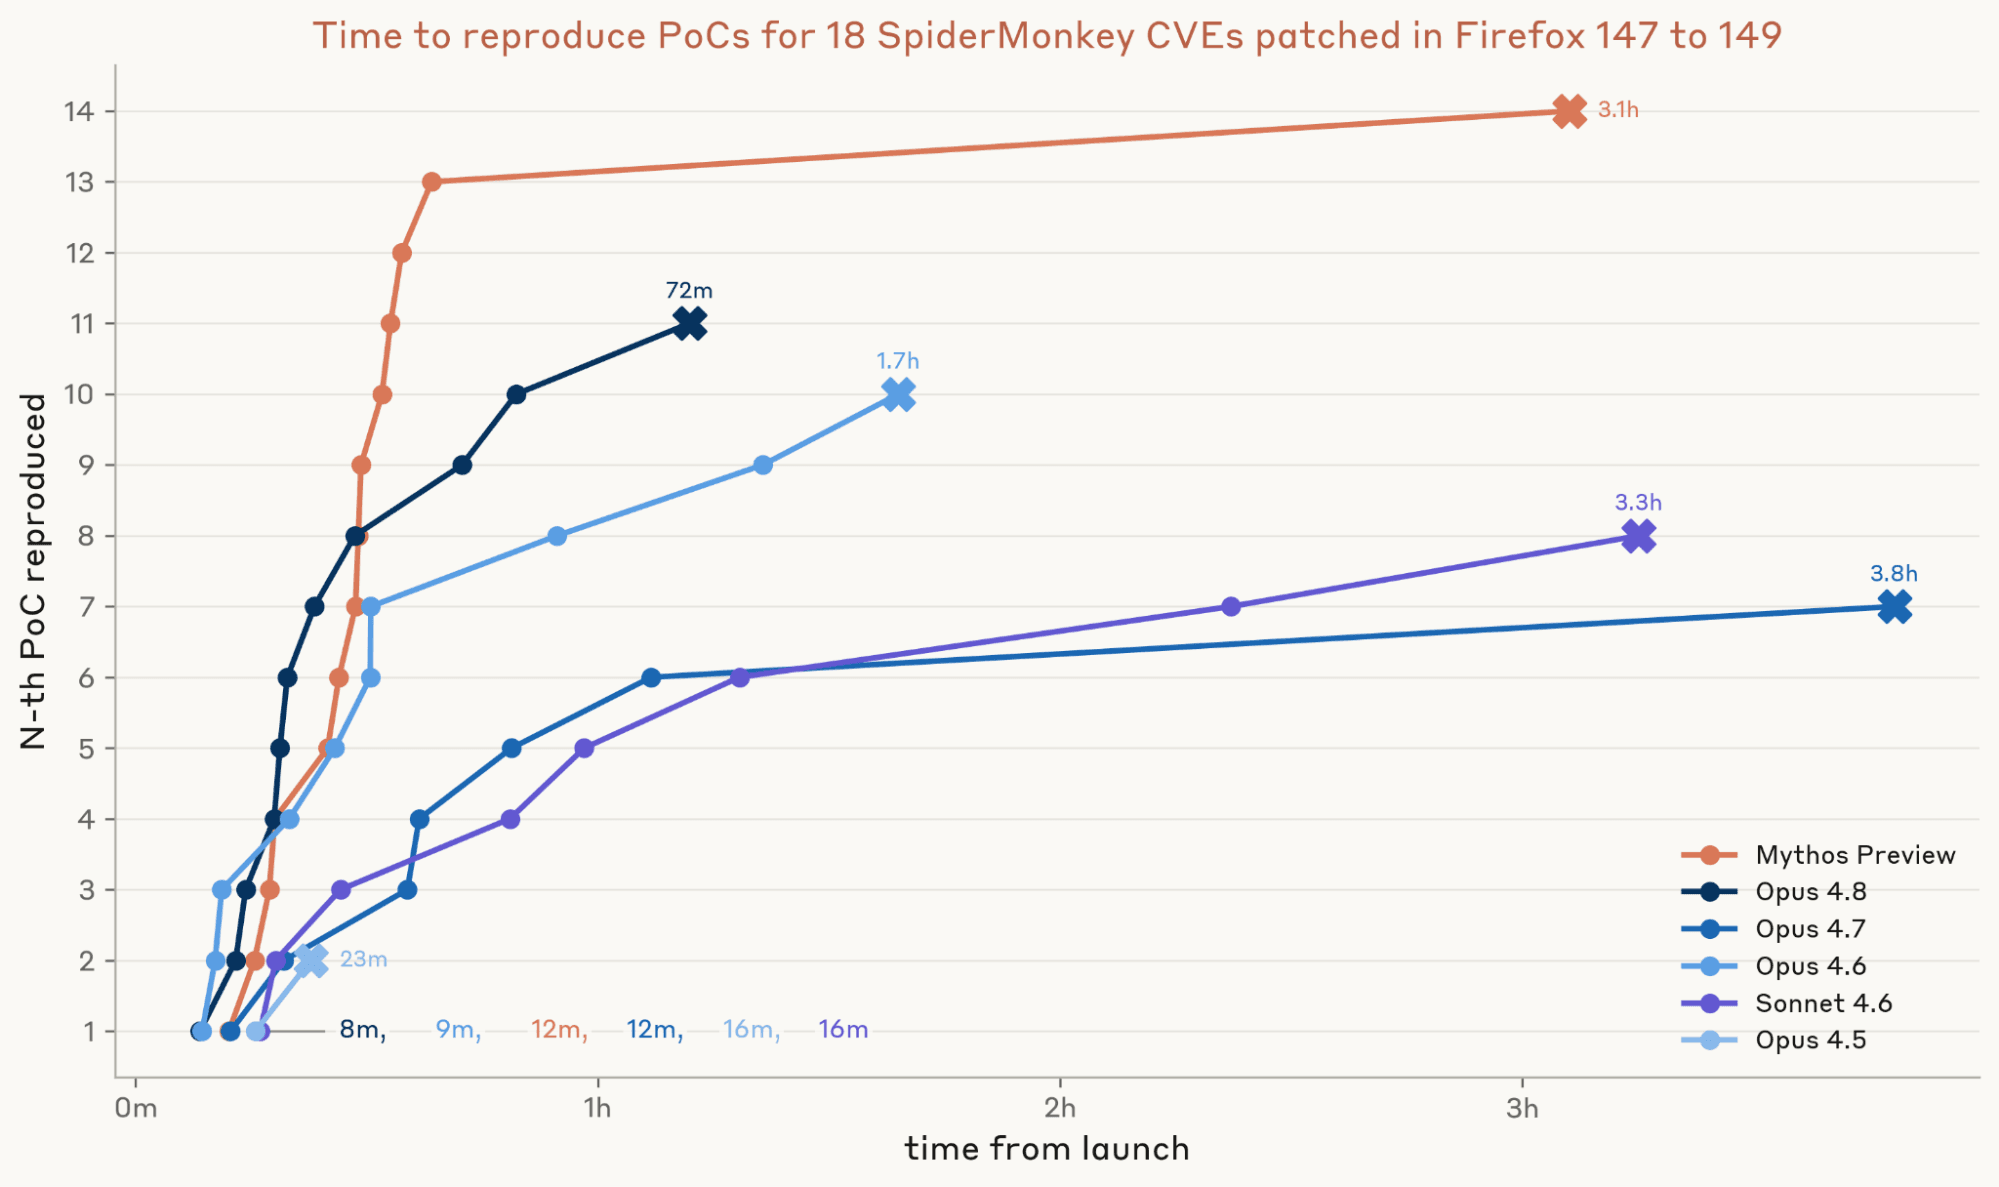 Time to reproduce PoCs for 18 SpiderMonkey CVEs patched in Firefox 147 to 149
N-th PoC reproduced
14
13
12
11
10
9
8
7
6
5
4
3
2
1
3.1h
72m
1.7h
3.3h
3.8h
23m
8m, 9m, 12m, 12m, 16m, 16m
Mythos Preview
Opus 4.8
Opus 4.7
Opus 4.6
Sonnet 4.6
Opus 4.5
0m 1h 2h 3h
time from launch